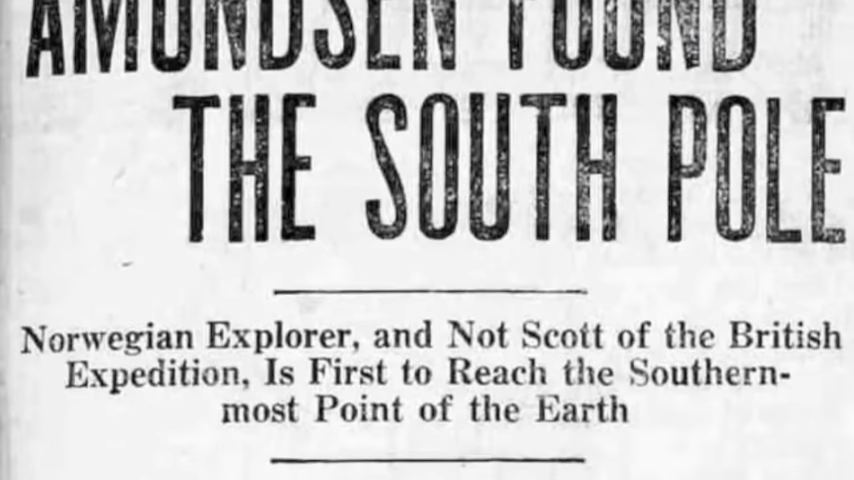 AMUNDSEN FOUND
THE SOUTH POLE
Norwegian Explorer, and Not Scott of the British
Expedition, Is First to Reach the Southern-
most Point of the Earth